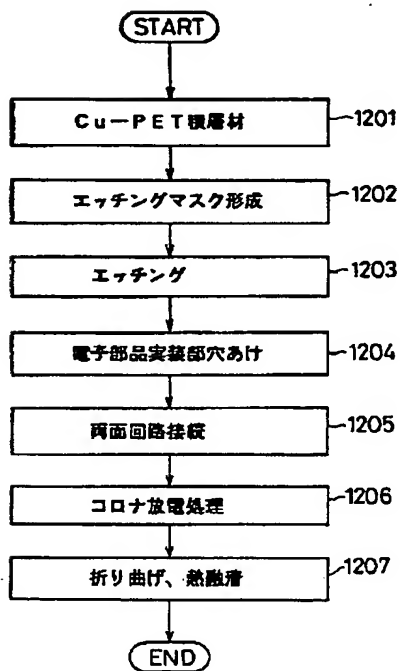 START
Cu－PET積層材 1201
エッチングマスク形成 1202
エッチング 1203
電子部品実装部穴あけ 1204
両面回路接続 1205
コロナ放電処理 1206
折り曲げ、熱融着 1207
END